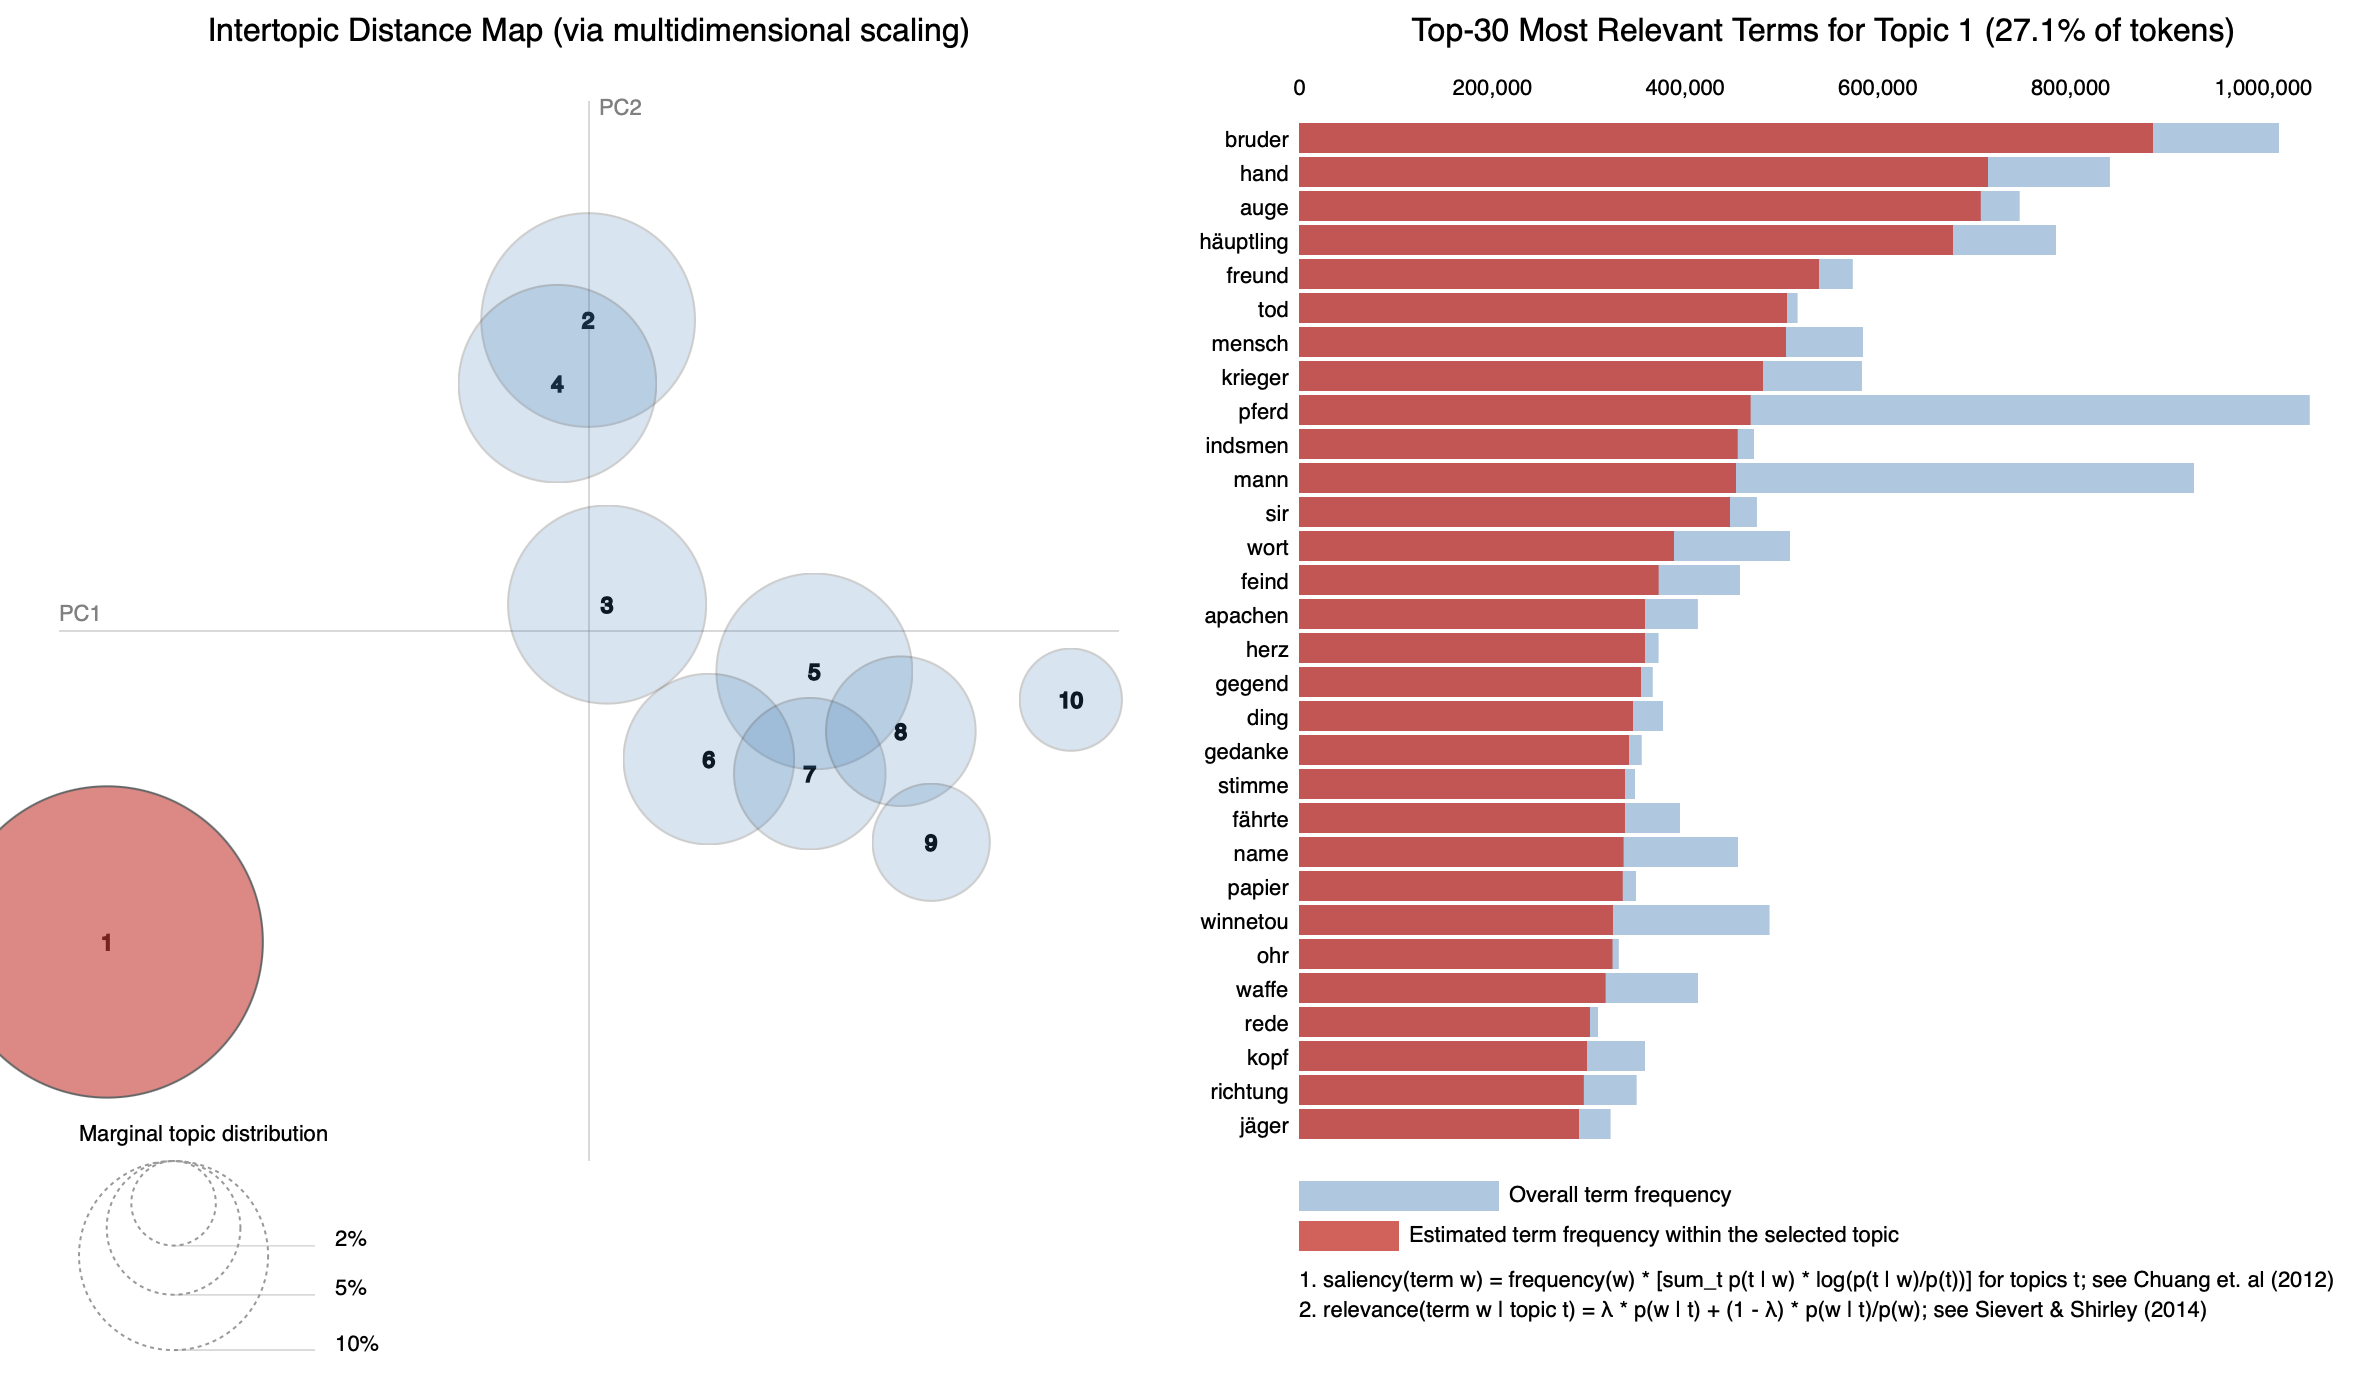 Intertopic Distance Map (via multidimensional scaling)
PC2
PC1
2
4
3
5
6
7
8
9
10
1
Marginal topic distribution
2%
5%
10%
Top-30 Most Relevant Terms for Topic 1 (27.1% of tokens)
0 200,000 400,000 600,000 800,000 1,000,000
bruder
hand
auge
häuptling
freund
tod
mensch
krieger
pferd
indsmen
mann
sir
wort
feind
apachen
herz
gegend
ding
gedanke
stimme
fährte
name
papier
winnetou
ohr
waffe
rede
kopf
richtung
jäger
Overall term frequency
Estimated term frequency within the selected topic
1. saliency(term w) = frequency(w) * [sum_t p(t | w) * log(p(t | w)/p(t))] for topics t; see Chuang et. al (2012)
2. relevance(term w | topic t) = λ * p(w | t) + (1 - λ) * p(w | t)/p(w); see Sievert & Shirley (2014)